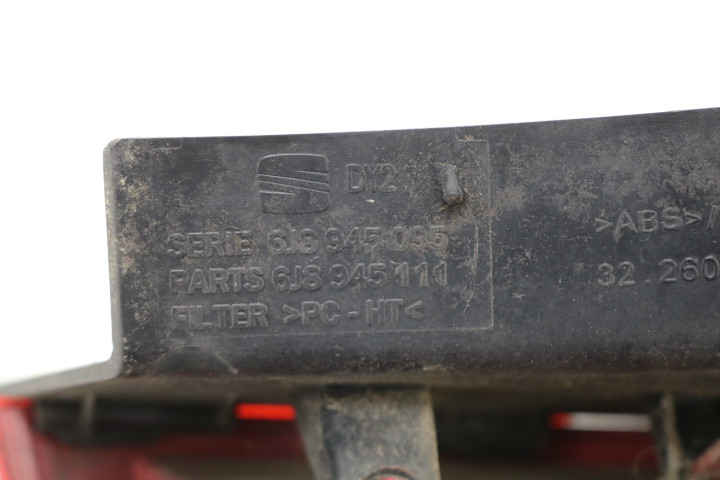 DY2
SERIE 6J8 945 095
PARTS 6J8 945 111
FILTER >PC-HT<
>ABS>/
32 260